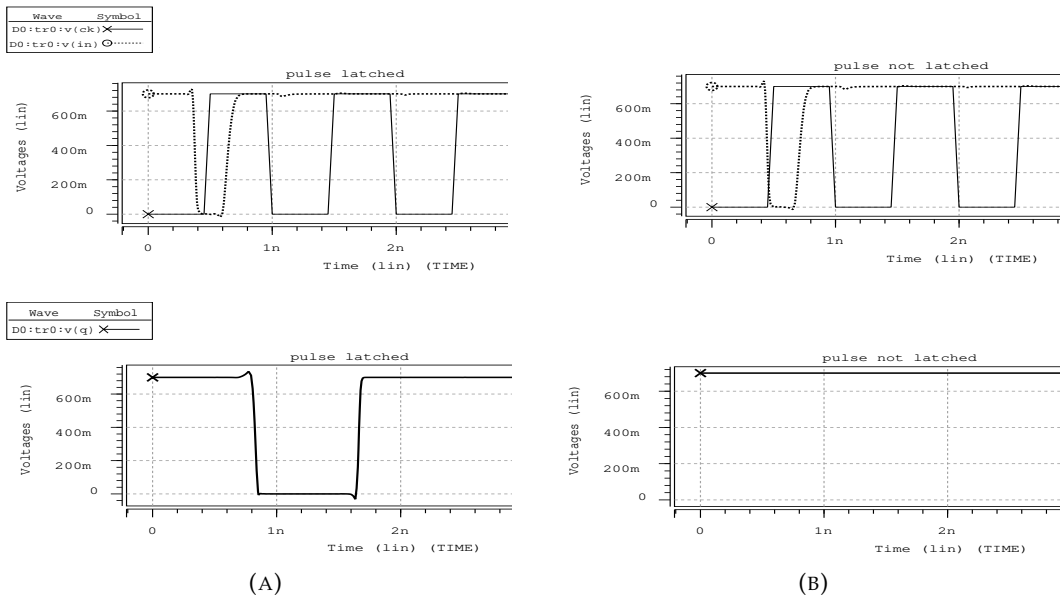 Wave Symbol
D0:tr0:v(ck)
D0:tr0:v(in)
pulse latched
Voltages (lin)
600m
400m
200m
0
0 1n 2n
Time (lin) (TIME)
pulse not latched
Voltages (lin)
600m
400m
200m
0
0 1n 2n
Time (lin) (TIME)
Wave Symbol
D0:tr0:v(q)
pulse latched
Voltages (lin)
600m
400m
200m
0
0 1n 2n
Time (lin) (TIME)
pulse not latched
Voltages (lin)
600m
400m
200m
0
0 1n 2n
Time (lin) (TIME)
(A)
(B)